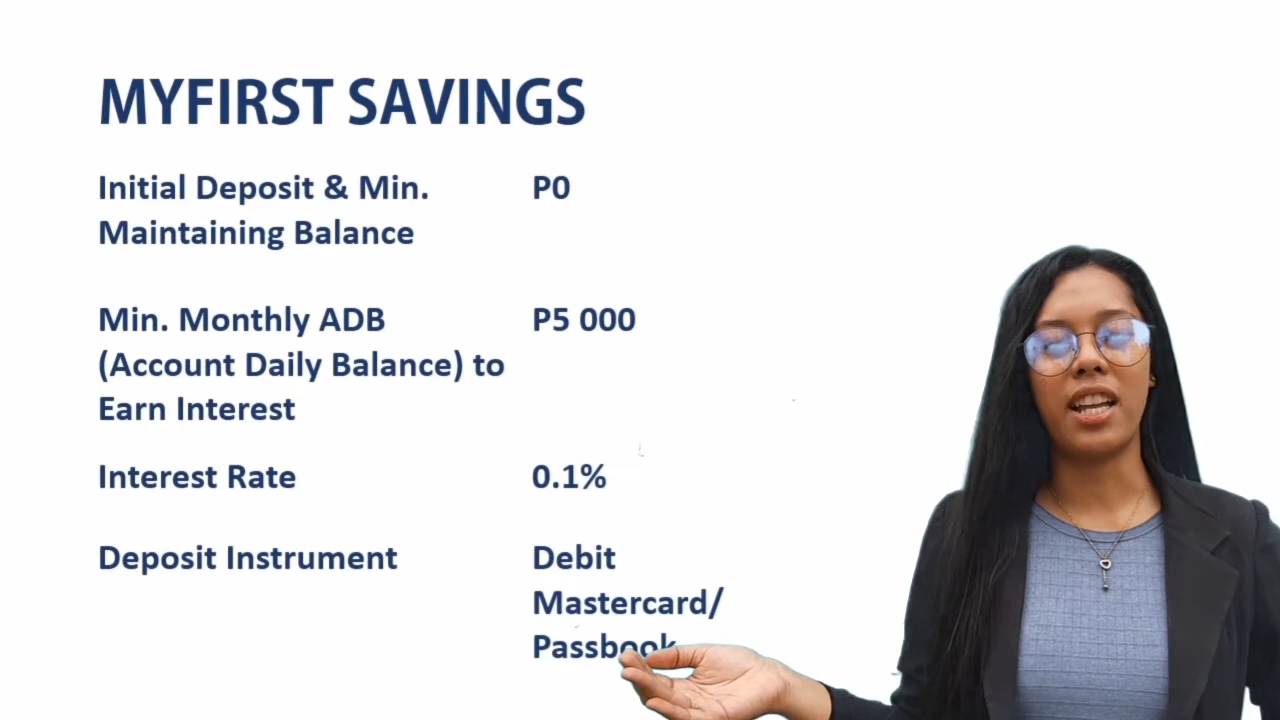 MYFIRST SAVINGS
Initial Deposit & Min. P0
Maintaining Balance
Min. Monthly ADB P5 000
(Account Daily Balance) to
Earn Interest
Interest Rate 0.1%
Deposit Instrument Debit
Mastercard/
Passbook